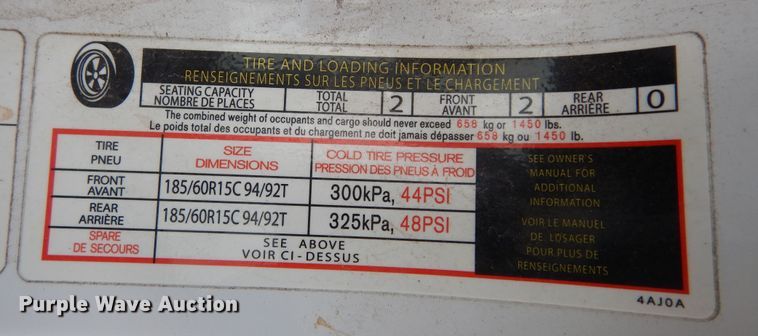 TIRE AND LOADING INFORMATION
RENSEIGNEMENTS SUR LES PNEUS ET LE CHARGEMENT
SEATING CAPACITY TOTAL 2 FRONT 2 REAR 0
NOMBRE DE PLACES TOTAL AVANT ARRIÈRE
The combined weight of occupants and cargo should never exceed 658 kg or 1450 lbs.
Le poids total des occupants et du chargement ne doit jamais dépasser 658 kg ou 1450 lb.
TIRE SIZE COLD TIRE PRESSURE
PNEU DIMENSIONS PRESSION DES PNEUS À FROID
FRONT
AVANT 185/60R15C 94/92T 300kPa, 44PSI
REAR
ARRIÈRE 185/60R15C 94/92T 325kPa, 48PSI
SPARE SEE ABOVE
DE SECOURS VOIR CI-DESSUS
SEE OWNER'S
MANUAL FOR
ADDITIONAL
INFORMATION
VOIR LE MANUEL
DE LOSAGER
POUR PLUS DE
RENSEIGNEMENTS
4AJ0A
Purple Wave Auction